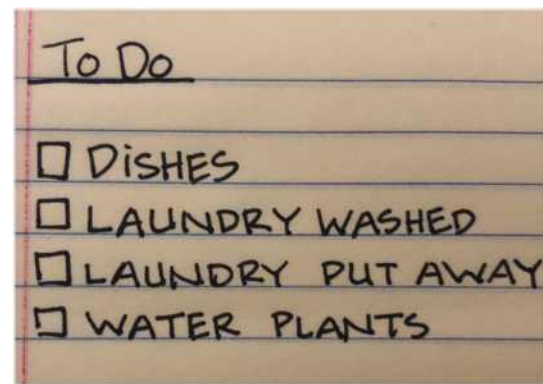 To Do
DiSHES
LAUNDRY WASHED
LAUNDRY PUT AWAY
WATER PLANTS